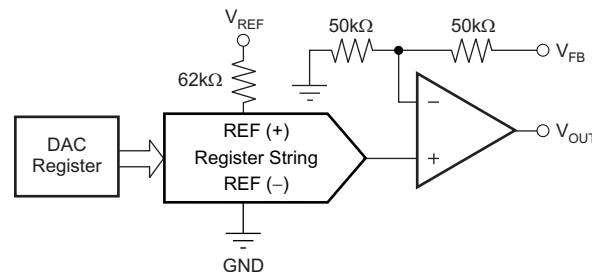 V_REF
50kΩ
50kΩ
V_FB
62kΩ
DAC
Register
REF (+)
Register String
REF (−)
−
+
V_OUT
GND